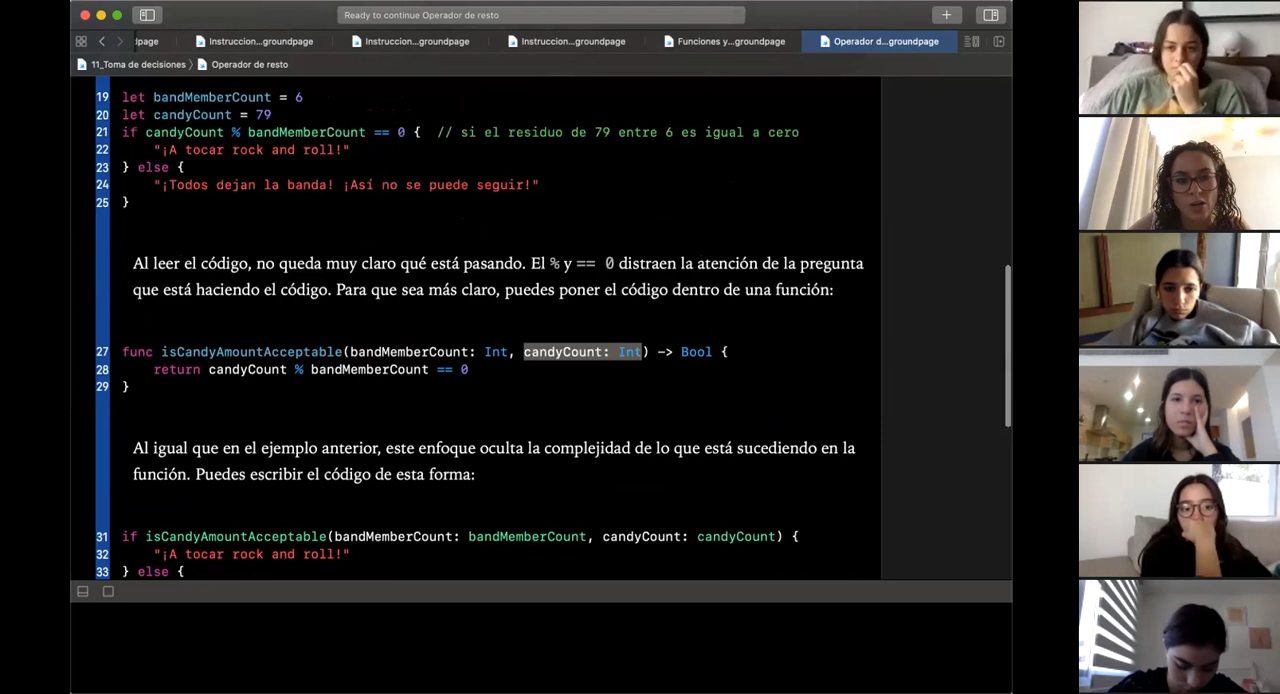 Ready to continue Operador de resto
dpage
Instruccion...groundpage
Instruccion...groundpage
Instruccion...groundpage
Funciones y...groundpage
Operador d...groundpage
11_Toma de decisiones
Operador de resto
19 let bandMemberCount = 6
20 let candyCount = 79
21 if candyCount % bandMemberCount == 0 {  // si el residuo de 79 entre 6 es igual a cero
22 "¡A tocar rock and roll!"
23 } else {
24 "¡Todos dejan la banda! ¡Así no se puede seguir!"
25 }
Al leer el código, no queda muy claro qué está pasando. El % y == 0 distraen la atención de la pregunta
que está haciendo el código. Para que sea más claro, puedes poner el código dentro de una función:
27 func isCandyAmountAcceptable(bandMemberCount: Int, candyCount: Int) -> Bool {
28 return candyCount % bandMemberCount == 0
29 }
Al igual que en el ejemplo anterior, este enfoque oculta la complejidad de lo que está sucediendo en la
función. Puedes escribir el código de esta forma:
31 if isCandyAmountAcceptable(bandMemberCount: bandMemberCount, candyCount: candyCount) {
32 "¡A tocar rock and roll!"
33 } else {